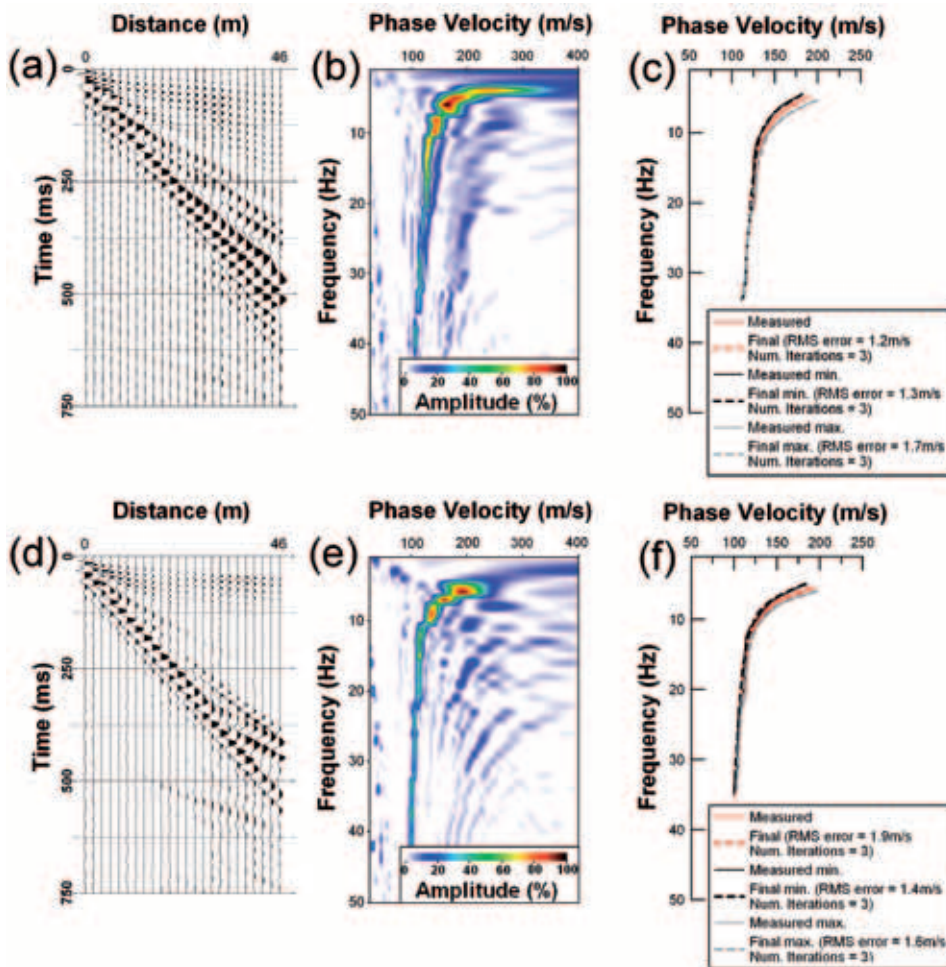 Distance (m)
Phase Velocity (m/s)
Phase Velocity (m/s)
(a)
0
46
(b)
100
200
300
400
(c)
50
100
150
200
250
0
250
500
750
Time (ms)
10
20
30
40
50
Frequency (Hz)
0
20
40
60
80
100
Amplitude (%)
10
20
30
40
50
Frequency (Hz)
Measured
Final (RMS error = 1.2m/s
Num. Iterations = 3)
Measured min.
Final min. (RMS error = 1.3m/s
Num. Iterations = 3)
Measured max.
Final max. (RMS error = 1.7m/s
Num. Iterations = 3)
Distance (m)
Phase Velocity (m/s)
Phase Velocity (m/s)
(d)
0
46
(e)
100
200
300
400
(f)
50
100
150
200
250
0
250
500
750
Time (ms)
10
20
30
40
50
Frequency (Hz)
0
20
40
60
80
100
Amplitude (%)
10
20
30
40
50
Frequency (Hz)
Measured
Final (RMS error = 1.9m/s
Num. Iterations = 3)
Measured min.
Final min. (RMS error = 1.4m/s
Num. Iterations = 3)
Measured max.
Final max. (RMS error = 1.6m/s
Num. Iterations = 3)